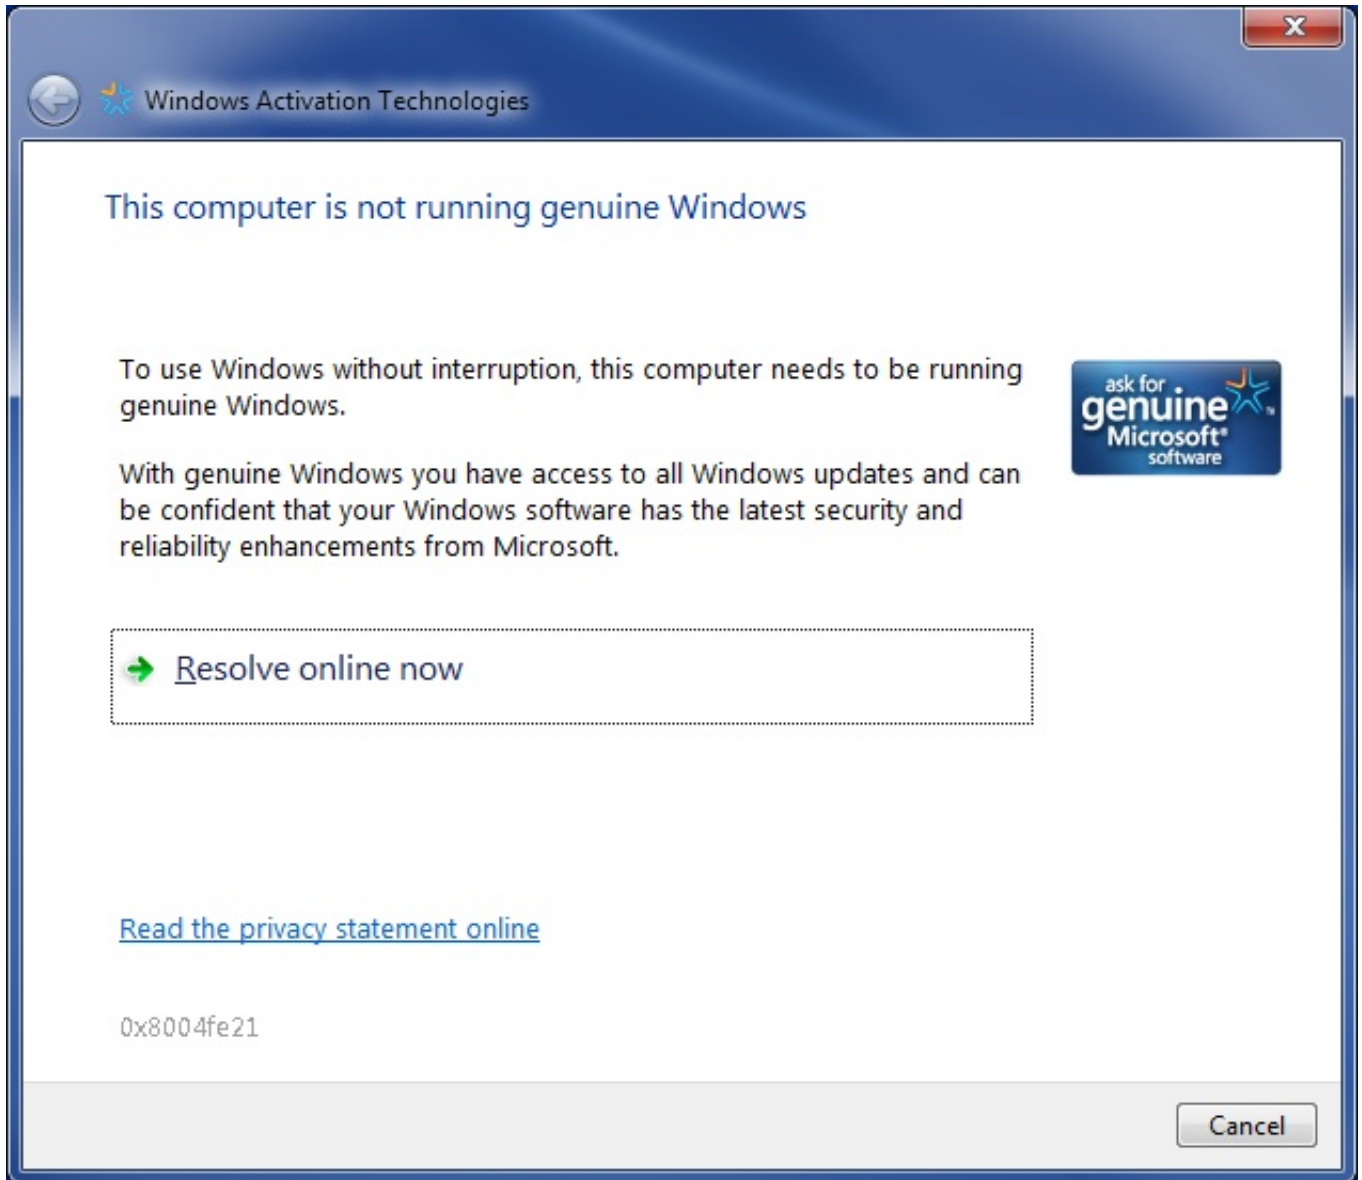 x
Windows Activation Technologies
This computer is not running genuine Windows
To use Windows without interruption, this computer needs to be running
genuine Windows.
ask for
genuine™
Microsoft®
software
With genuine Windows you have access to all Windows updates and can
be confident that your Windows software has the latest security and
reliability enhancements from Microsoft.
Resolve online now
Read the privacy statement online
0x8004fe21
Cancel